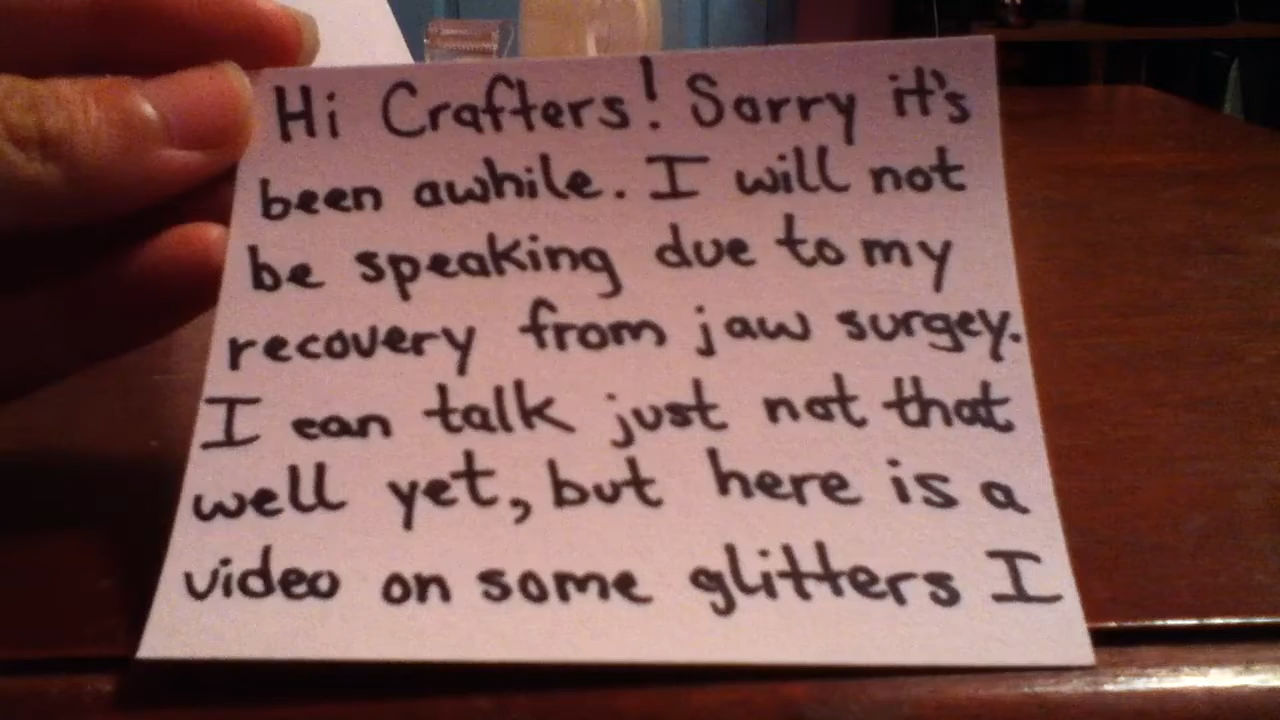 Hi Crafters! Sorry it's
been awhile. I will not
be speaking due to my
recovery from jaw surgey.
I can talk just not that
well yet, but here is a
video on some glitters I